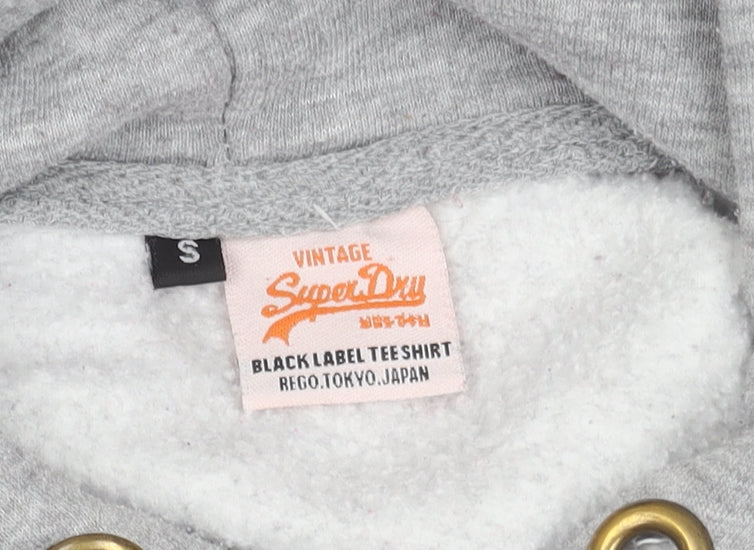 S
VINTAGE
SuperDry
BLACK LABEL TEE SHIRT
REGO.TOKYO.JAPAN